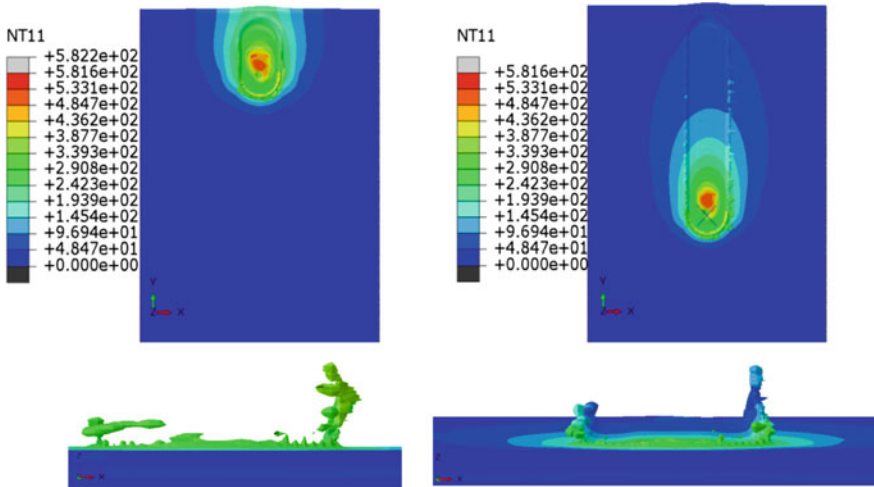 NT11
+5.822e+02
+5.816e+02
+5.331e+02
+4.847e+02
+4.362e+02
+3.877e+02
+3.393e+02
+2.908e+02
+2.423e+02
+1.939e+02
+1.454e+02
+9.694e+01
+4.847e+01
+0.000e+00
Y
Z X
NT11
+5.816e+02
+5.331e+02
+4.847e+02
+4.362e+02
+3.877e+02
+3.393e+02
+2.908e+02
+2.423e+02
+1.939e+02
+1.454e+02
+9.694e+01
+4.847e+01
+0.000e+00
Y
Z X
Z
X
Z
X